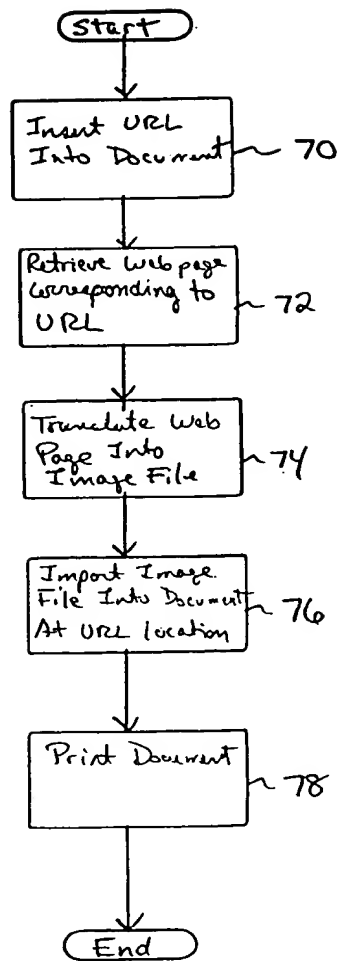 Start
Insert URL
Into Document
70
Retrieve Web page
corresponding to
URL
72
Translate Web
Page Into
Image File
74
Import Image
File Into Document
At URL location
76
Print Document
78
End